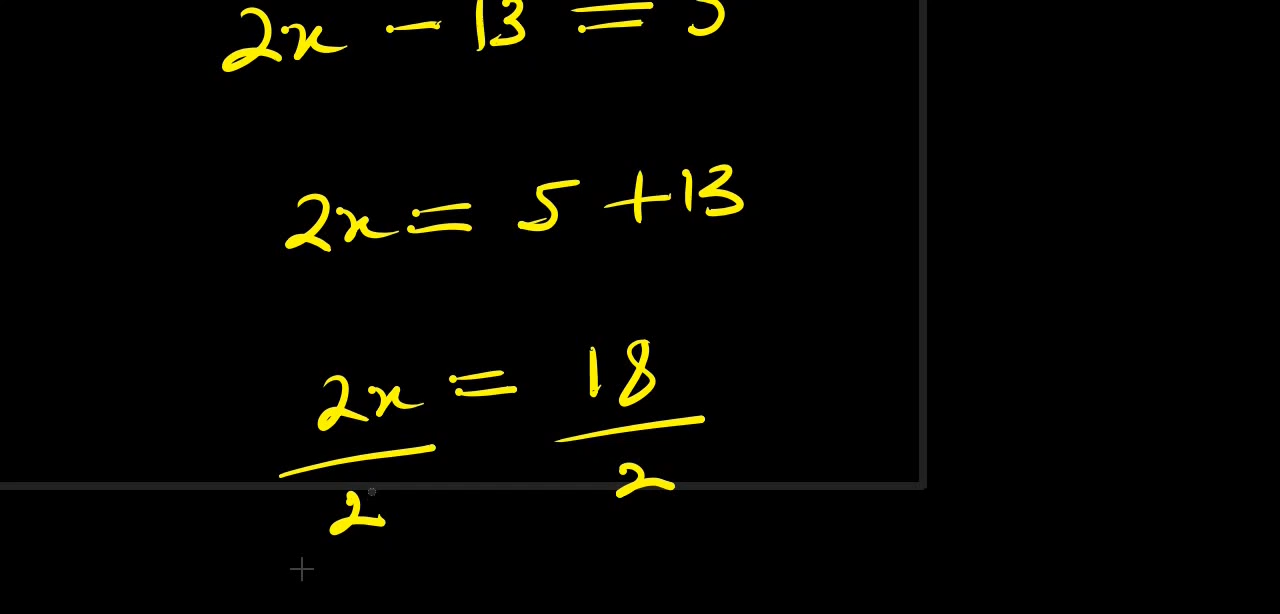 2x - 13 = 5
2x = 5 + 13
2x = 18
2 2